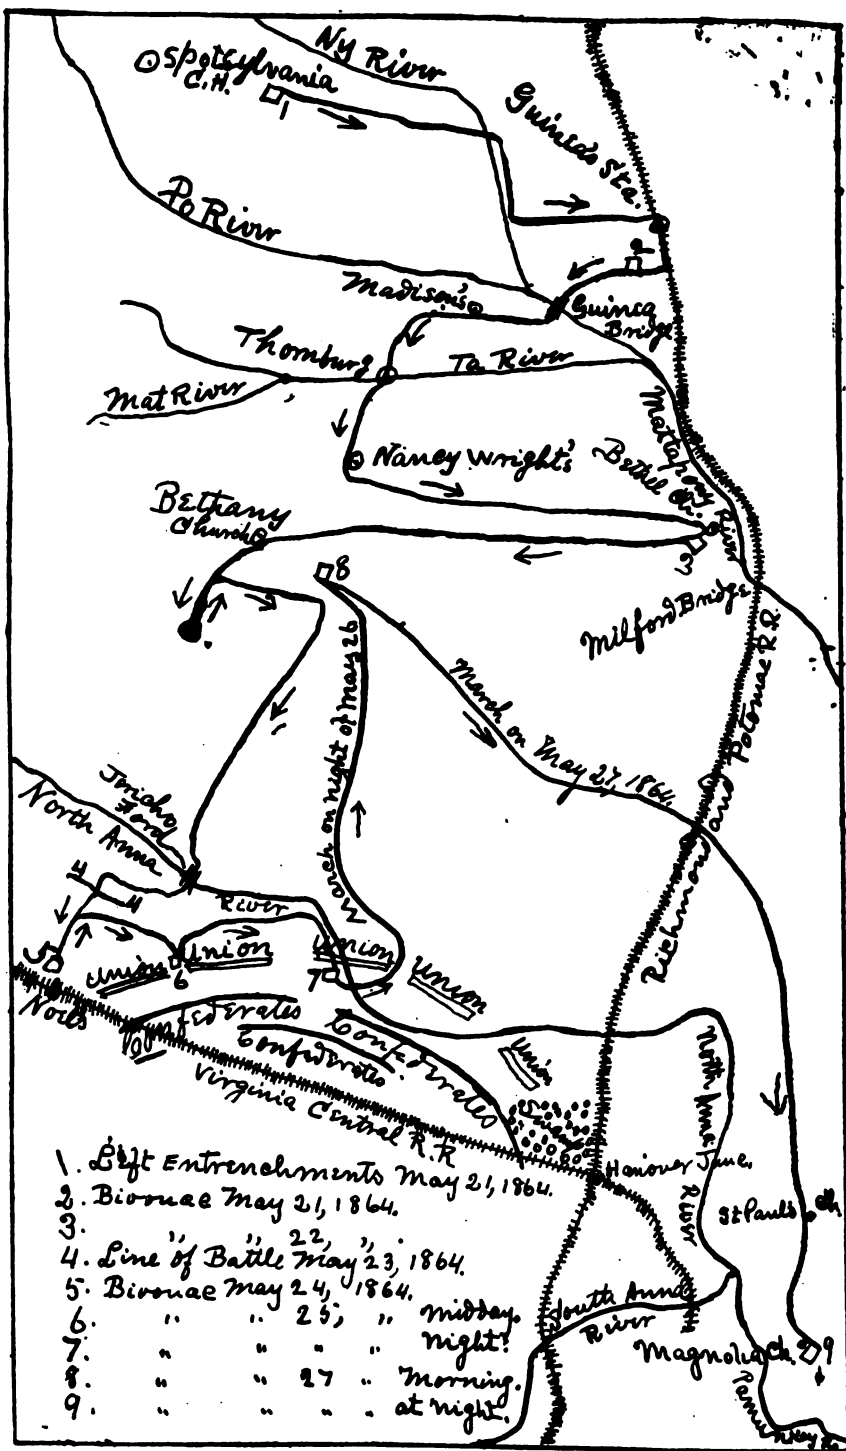 Ny River
Spotsylvania
C.H.
1
Guinea's Sta.
Po River
2
Madison's
Guinea
Bridge
Thornburg
Ta River
Mat River
Mattapony River
Nancy Wright's
Bethel Ch.
Bethany
Church
3
8
Milford Bridge
March on night of May 26
March on May 27, 1864.
Richmond and Potomac R.R.
Jericho
Ford
North Anna
River
4
4
5
Union
6
Union
Union
7
Union
Union
Confederates
Confederates
Virginia Central R.R
North Anna
River
Hanover Junc.
St Paul's Ch.
South Anna
River
Magnolia Ch.
9
Pamunkey R.
1. Left Entrenchments May 21, 1864.
2. Bivouac May 21, 1864.
3. " " 22, " .
4. Line of Battle May 23, 1864.
5. Bivouac May 24, 1864.
6. " " 25, " Midday.
7. " " " " Night.
8. " " 27 " Morning.
9. " " " " at night.